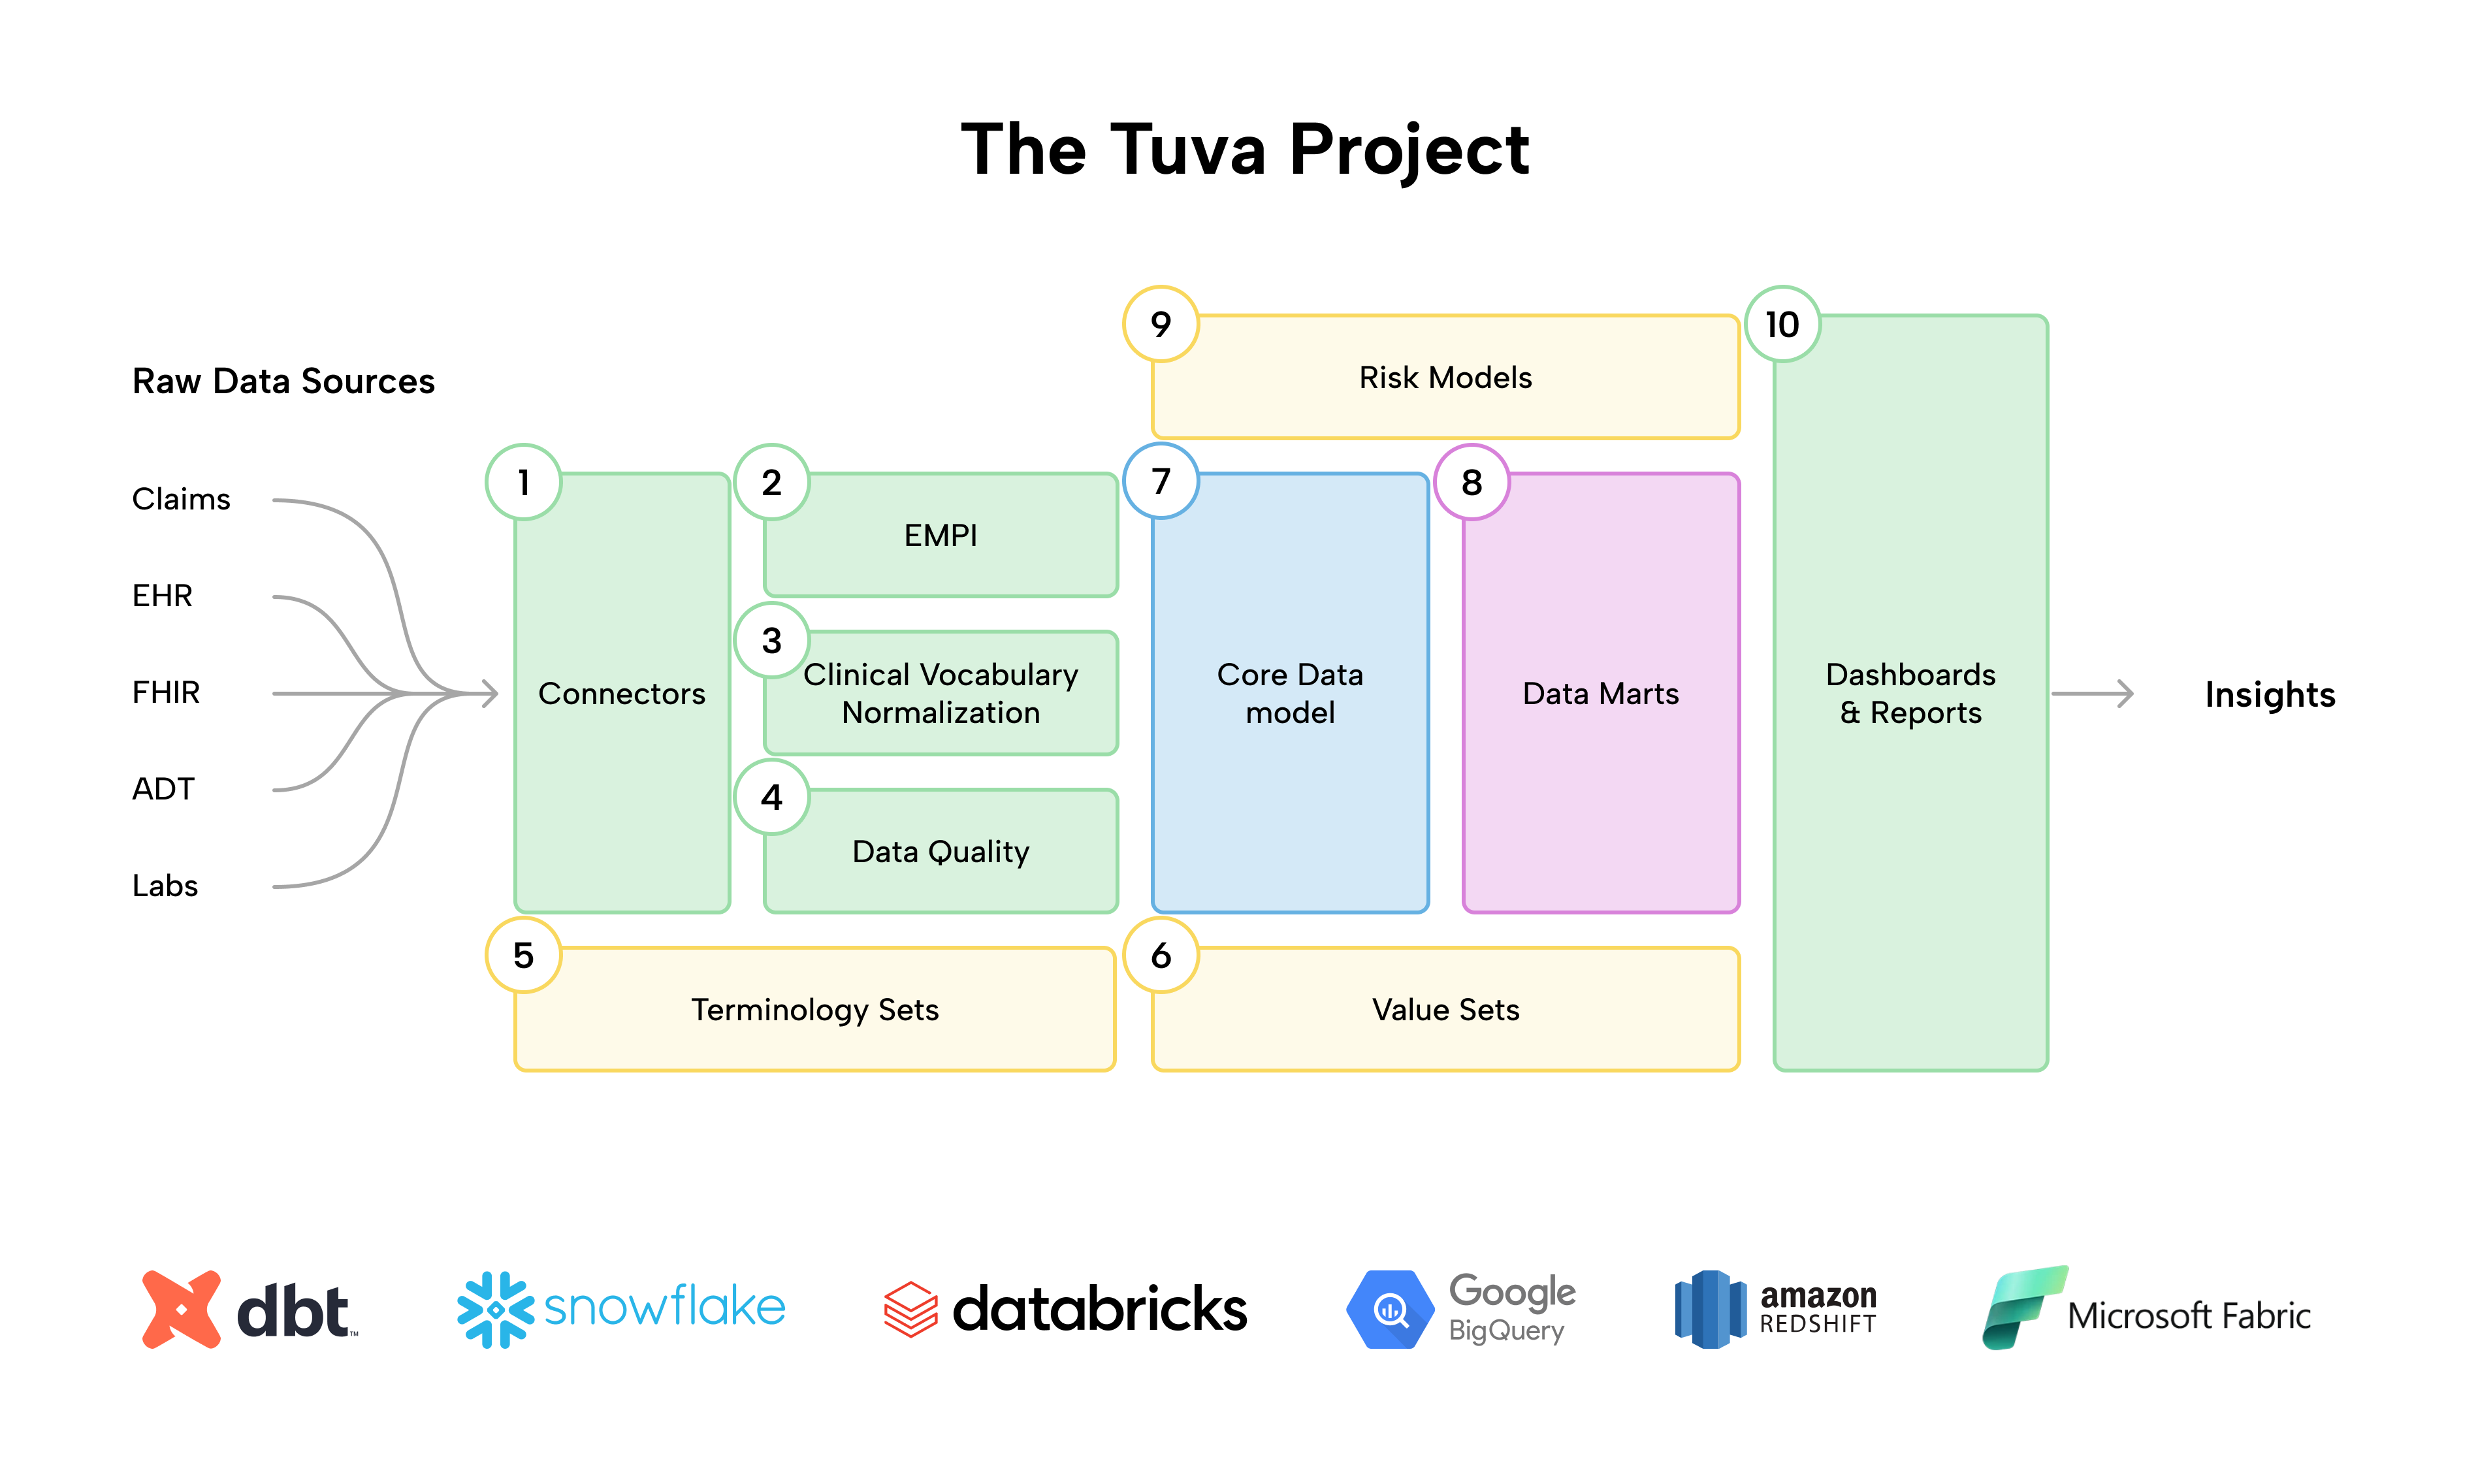 The Tuva Project
Raw Data Sources
Claims
EHR
FHIR
ADT
Labs
1
Connectors
2
EMPI
3
Clinical Vocabulary
Normalization
4
Data Quality
5
Terminology Sets
6
Value Sets
7
Core Data
model
8
Data Marts
9
Risk Models
10
Dashboards
& Reports
Insights
dbt™
snowflake
databricks
Google
BigQuery
amazon
REDSHIFT
Microsoft Fabric